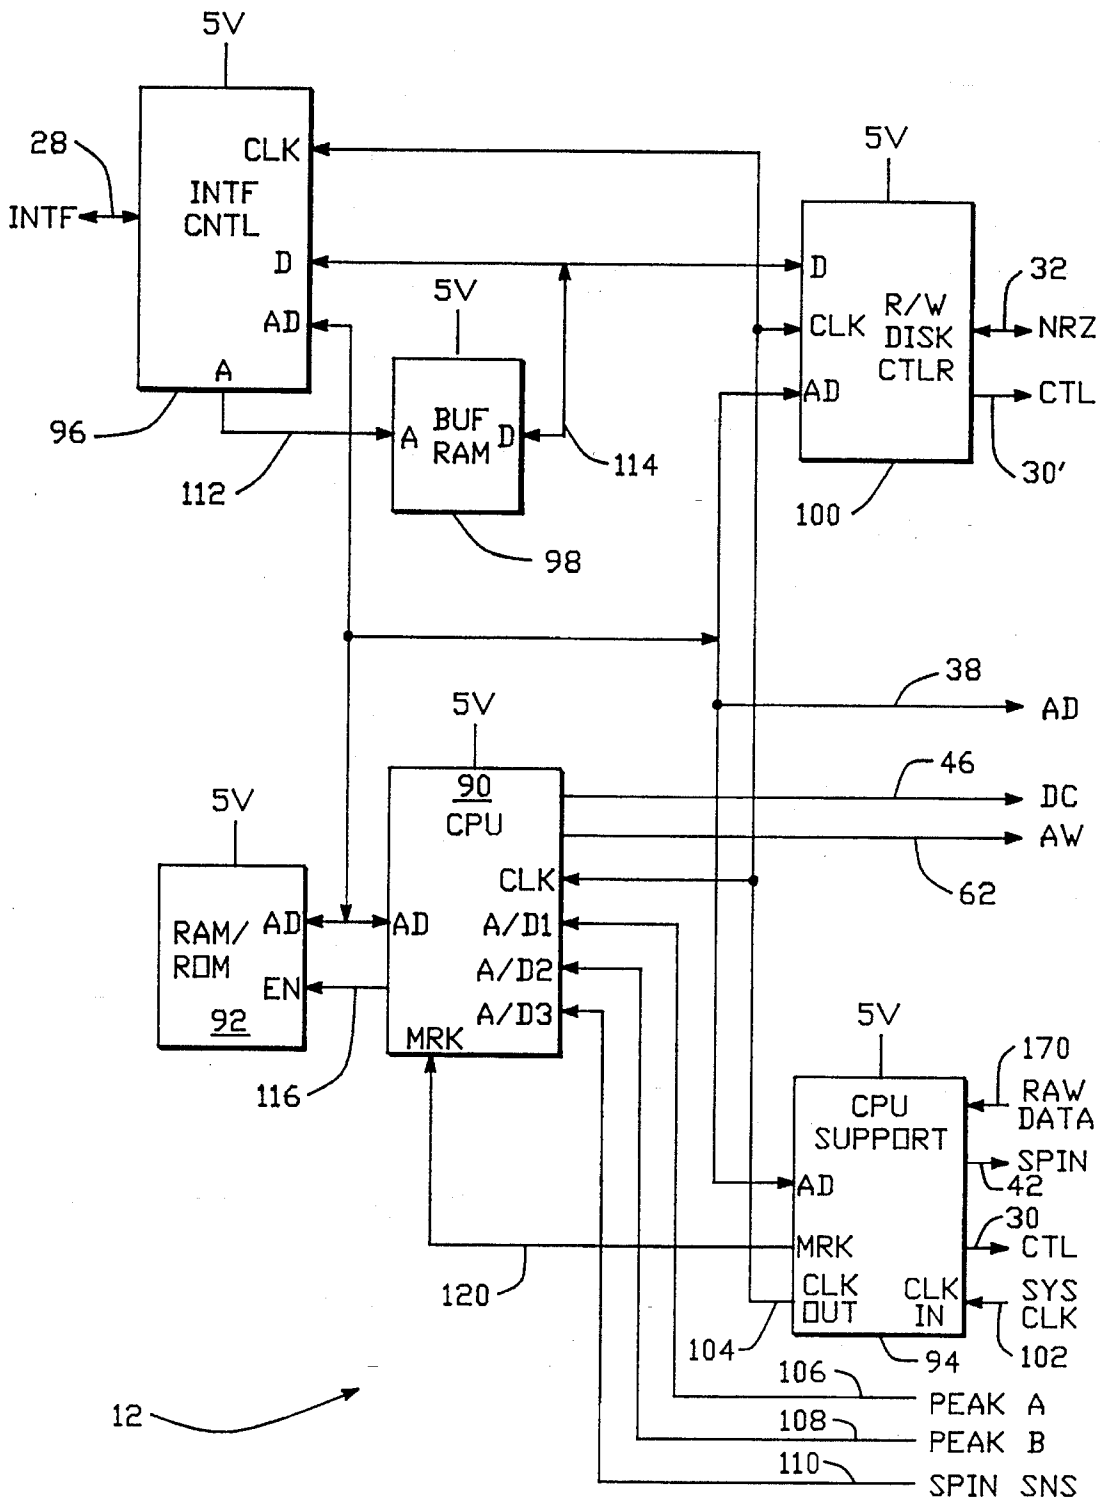 5V
28
CLK
5V
INTF
INTF
CNTL
D
5V
D
32
R/W
AD
CLK
DISK
NRZ
CTLR
A
AD
CTL
96
A
BUF
RAM
D
112
114
30'
100
98
38
5V
AD
90
46
CPU
DC
5V
AW
CLK
62
RAM/
ROM
AD
AD
A/D1
A/D2
EN
92
A/D3
MRK
5V
116
170
CPU
SUPPORT
RAW
DATA
SPIN
42
AD
30
MRK
CTL
120
CLK
OUT
CLK
IN
SYS
CLK
104
94
102
106
PEAK A
12
108
PEAK B
110
SPIN SNS